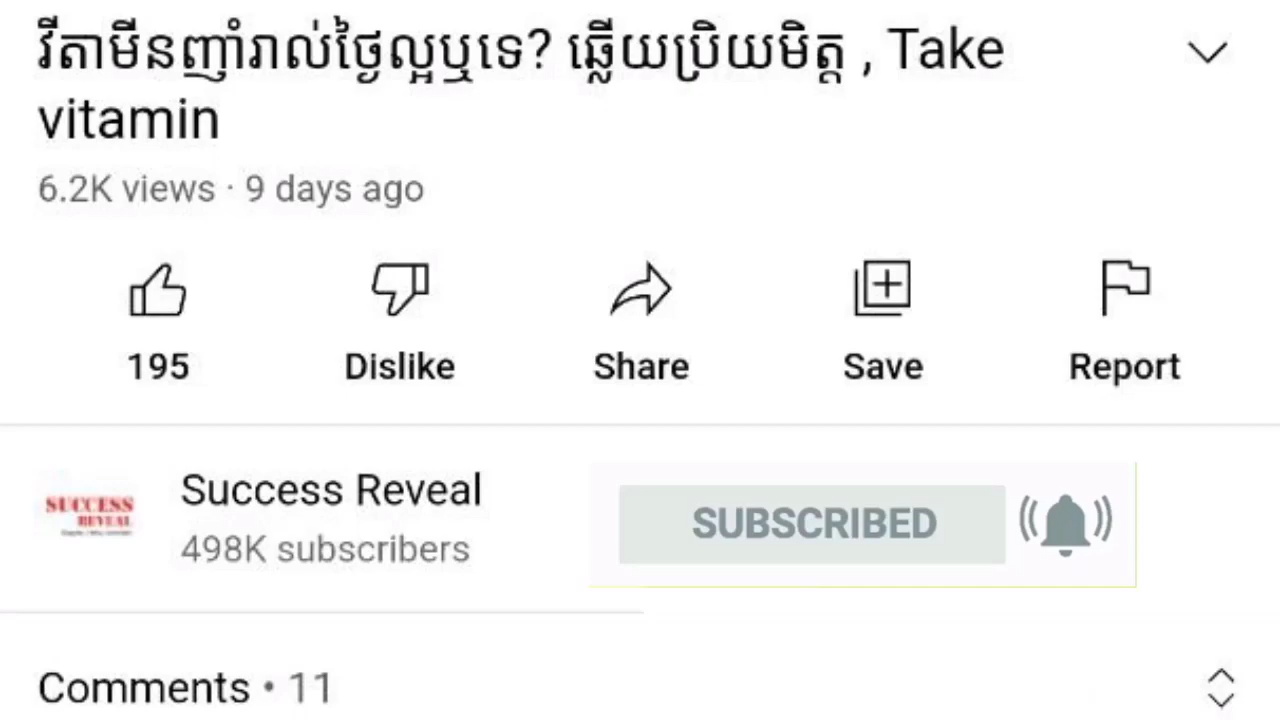 វីតាមីនញ៉ាំរាល់ថ្ងៃល្អឬទេ? ឆ្លើយប្រិយមិត្ត , Take
vitamin
6.2K views · 9 days ago
195 Dislike Share Save Report
SUCCESS
REVEAL
Success Reveal
498K subscribers
SUBSCRIBED
Comments • 11